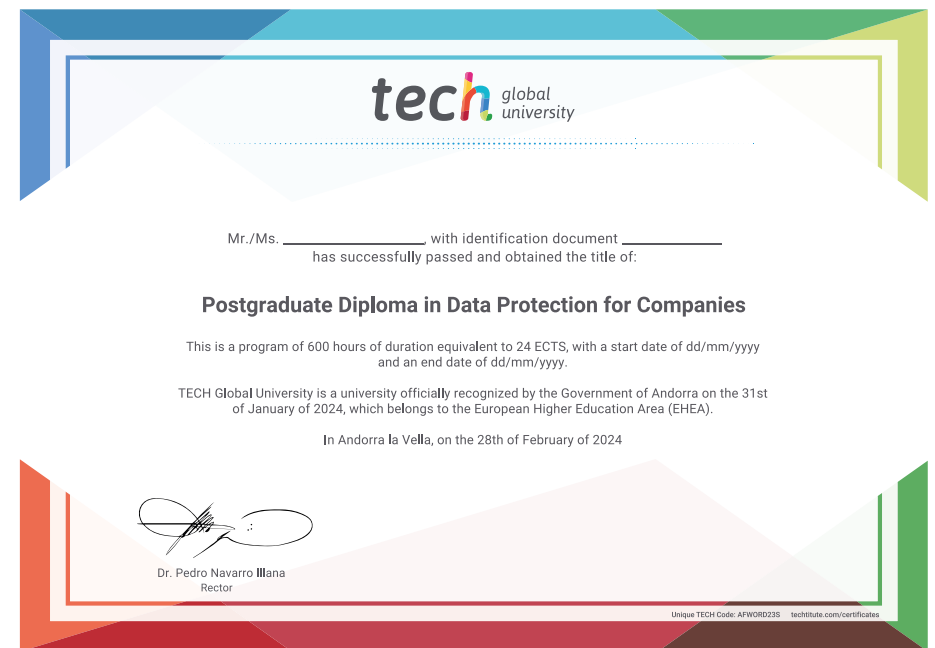 tech global
university
Mr./Ms. ____________, with identification document ____________
has successfully passed and obtained the title of:
Postgraduate Diploma in Data Protection for Companies
This is a program of 600 hours of duration equivalent to 24 ECTS, with a start date of dd/mm/yyyy
and an end date of dd/mm/yyyy.
TECH Global University is a university officially recognized by the Government of Andorra on the 31st
of January of 2024, which belongs to the European Higher Education Area (EHEA).
In Andorra la Vella, on the 28th of February of 2024
Dr. Pedro Navarro Illana
Rector
Unique TECH Code: AFWORD23S techtitute.com/certificates